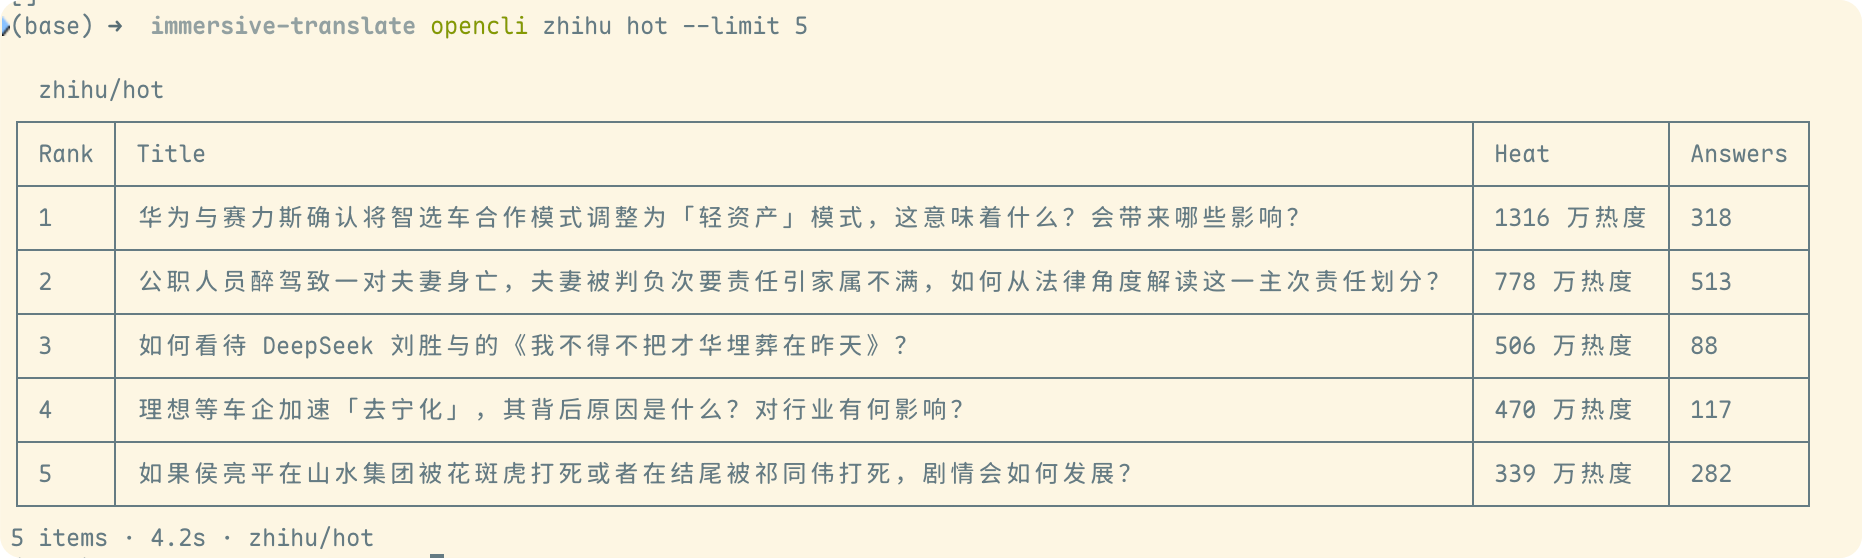 (base) → immersive-translate opencli zhihu hot --limit 5
zhihu/hot
Rank Title Heat Answers
1 华为与赛力斯确认将智选车合作模式调整为「轻资产」模式，这意味着什么？会带来哪些影响？ 1316 万热度 318
2 公职人员醉驾致一对夫妻身亡，夫妻被判负次要责任引家属不满，如何从法律角度解读这一主次责任划分？ 778 万热度 513
3 如何看待 DeepSeek 刘胜与的《我不得不把才华埋葬在昨天》？ 506 万热度 88
4 理想等车企加速「去宁化」，其背后原因是什么？对行业有何影响？ 470 万热度 117
5 如果侯亮平在山水集团被花斑虎打死或者在结尾被祁同伟打死，剧情会如何发展？ 339 万热度 282
5 items · 4.2s · zhihu/hot